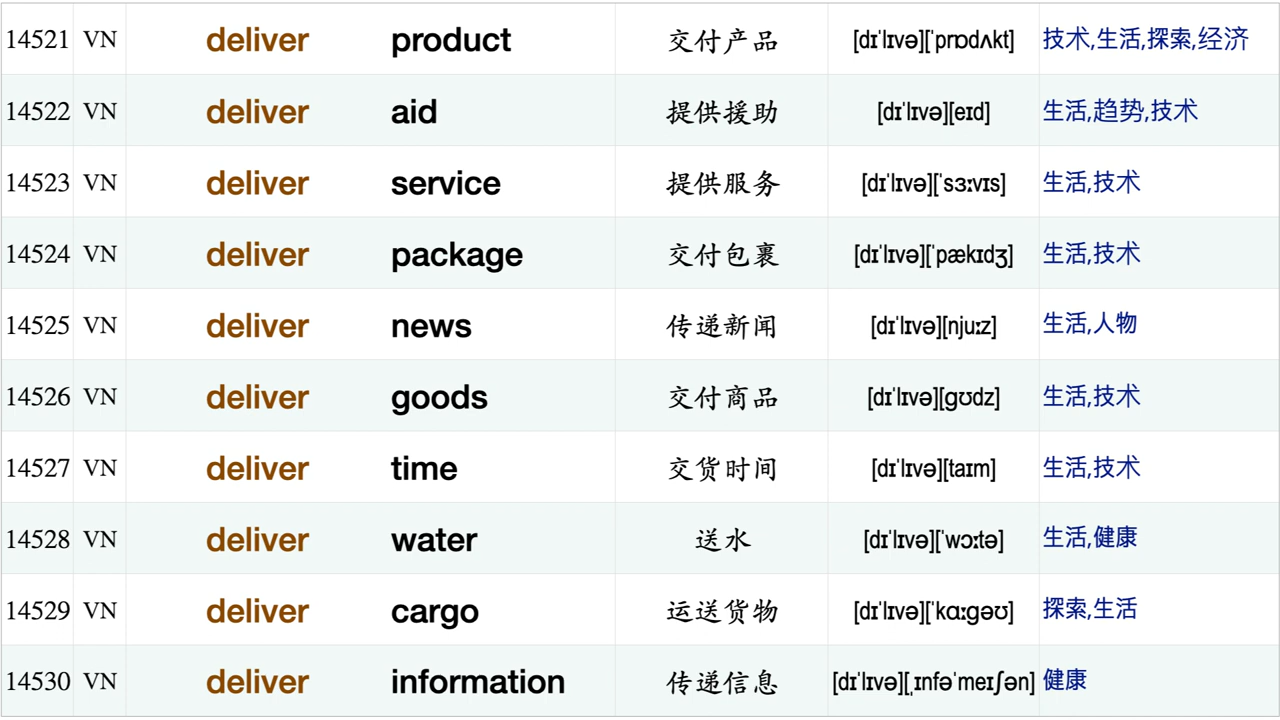 14521 VN deliver product 交付产品 [dɪˈlɪvə][ˈprɒdʌkt] 技术,生活,探索,经济
14522 VN deliver aid 提供援助 [dɪˈlɪvə][eɪd] 生活,趋势,技术
14523 VN deliver service 提供服务 [dɪˈlɪvə][ˈsɜːvɪs] 生活,技术
14524 VN deliver package 交付包裹 [dɪˈlɪvə][ˈpækɪdʒ] 生活,技术
14525 VN deliver news 传递新闻 [dɪˈlɪvə][njuːz] 生活,人物
14526 VN deliver goods 交付商品 [dɪˈlɪvə][gʊdz] 生活,技术
14527 VN deliver time 交货时间 [dɪˈlɪvə][taɪm] 生活,技术
14528 VN deliver water 送水 [dɪˈlɪvə][ˈwɔːtə] 生活,健康
14529 VN deliver cargo 运送货物 [dɪˈlɪvə][ˈkɑːgəʊ] 探索,生活
14530 VN deliver information 传递信息 [dɪˈlɪvə][ˌɪnfəˈmeɪʃən] 健康